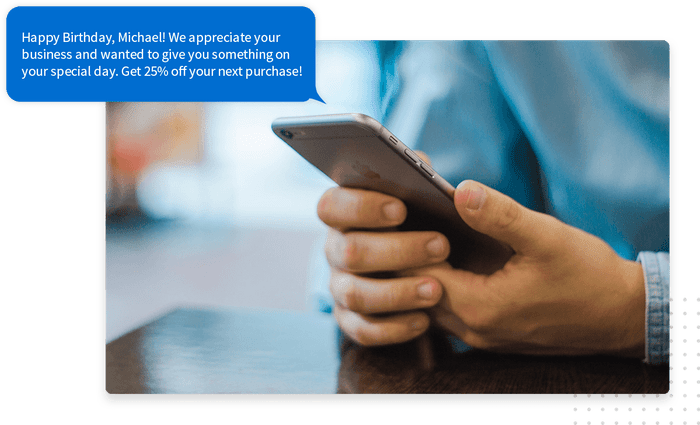 Happy Birthday, Michael! We appreciate your
business and wanted to give you something on
your special day. Get 25% off your next purchase!